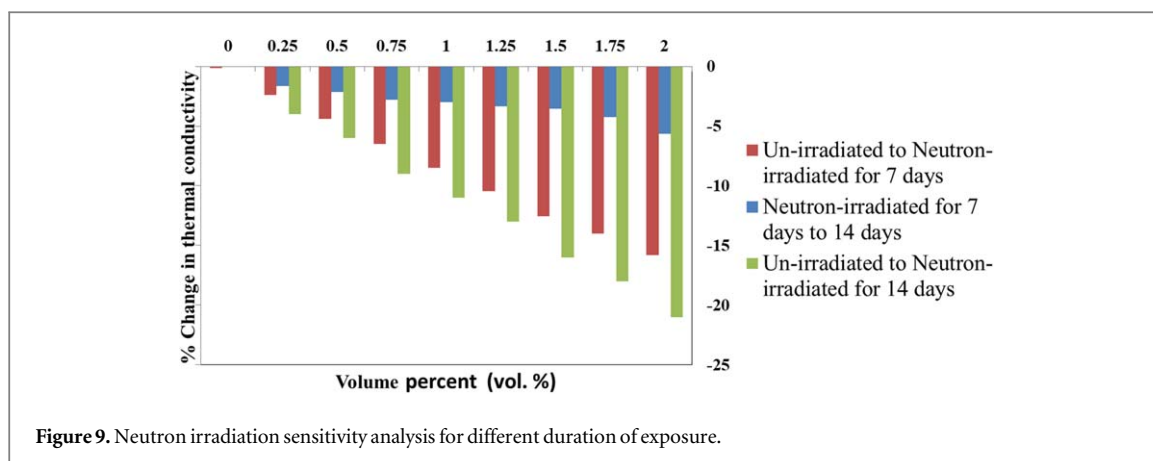 0 0.25 0.5 0.75 1 1.25 1.5 1.75 2
% Change in thermal conductivity
0
-5
-10
-15
-20
-25
Volume percent (vol. %)
Un-irradiated to Neutron-
irradiated for 7 days
Neutron-irradiated for 7
days to 14 days
Un-irradiated to Neutron-
irradiated for 14 days
Figure 9. Neutron irradiation sensitivity analysis for different duration of exposure.